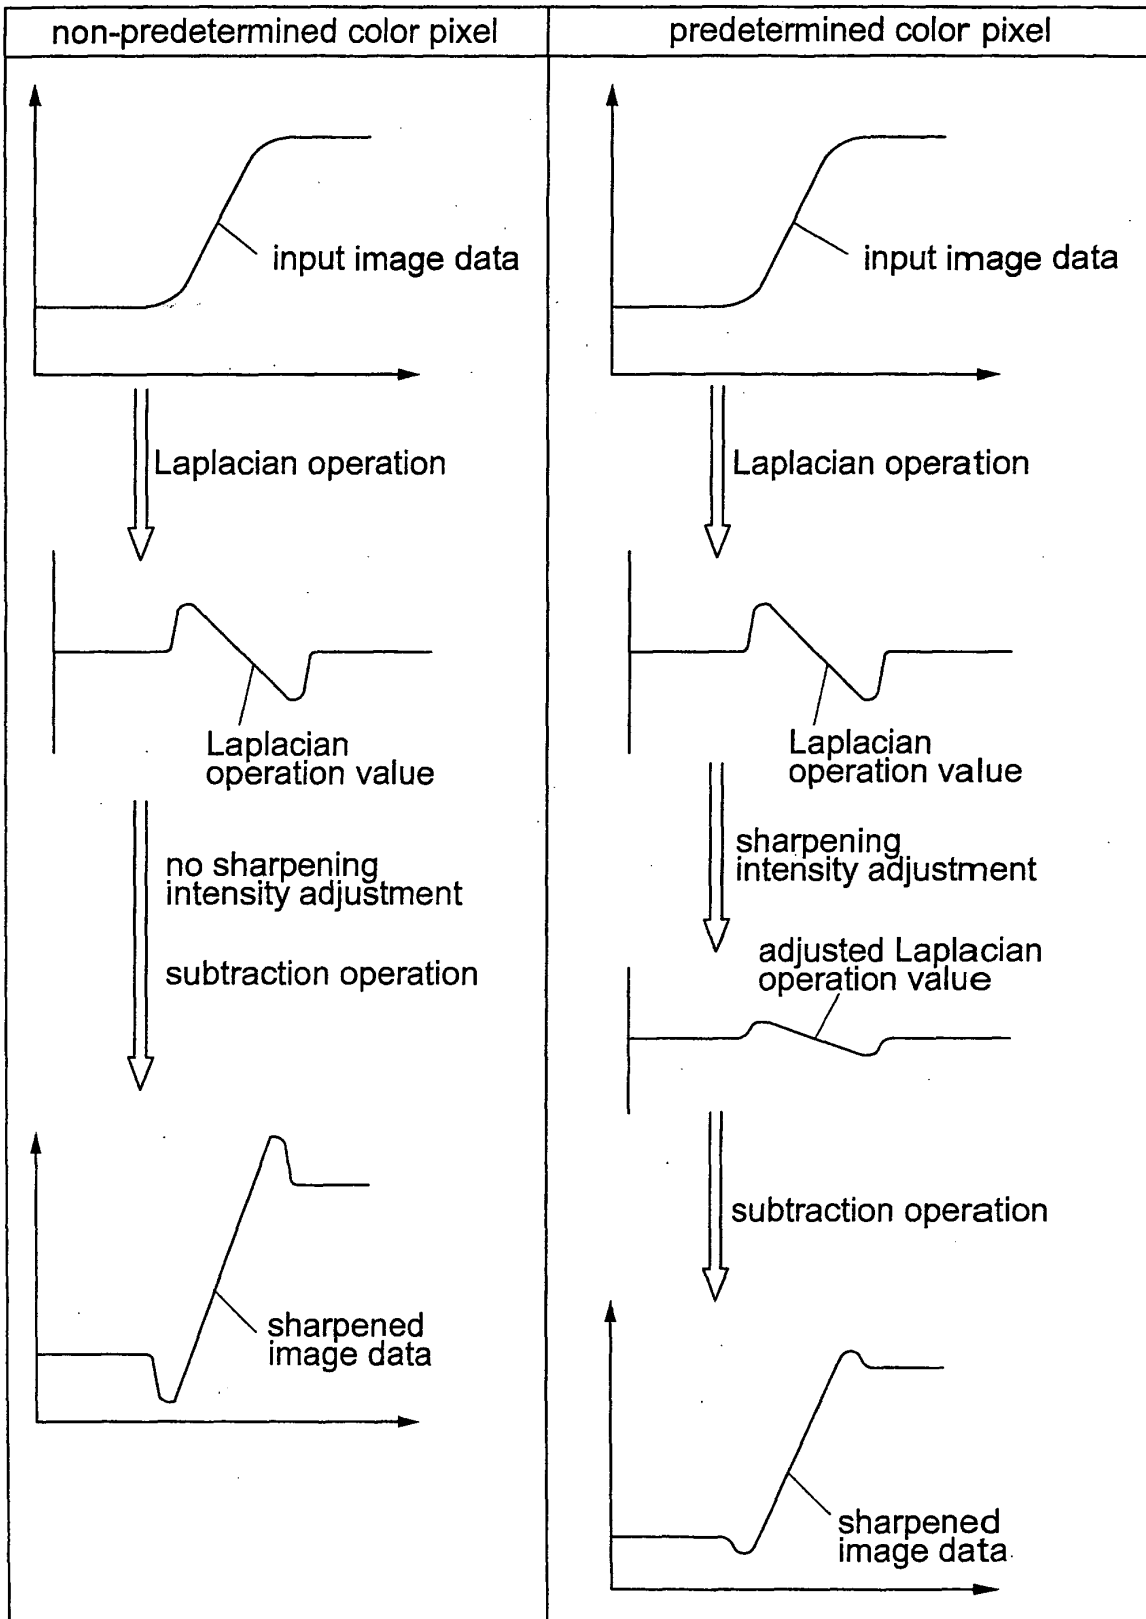 non-predetermined color pixel
input image data
Laplacian operation
Laplacian
operation value
no sharpening
intensity adjustment
subtraction operation
sharpened
image data
predetermined color pixel
input image data
Laplacian operation
Laplacian
operation value
sharpening
intensity adjustment
adjusted Laplacian
operation value
subtraction operation
sharpened
image data